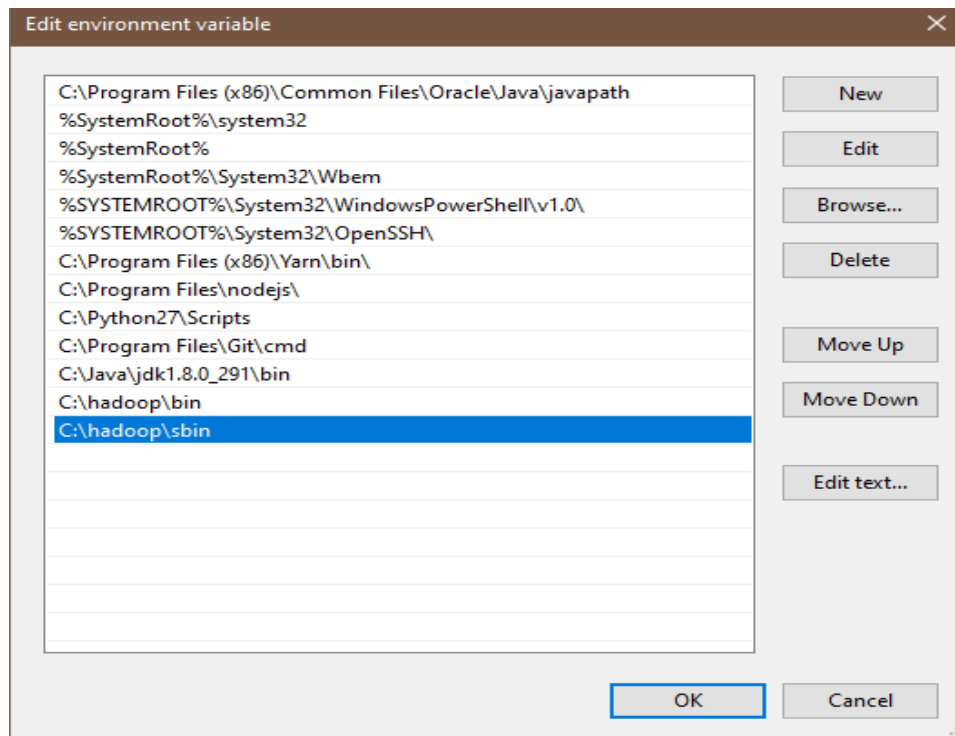 Edit environment variable
C:\Program Files (x86)\Common Files\Oracle\Java\javapath
%SystemRoot%\system32
%SystemRoot%
%SystemRoot%\System32\Wbem
%SYSTEMROOT%\System32\WindowsPowerShell\v1.0\
%SYSTEMROOT%\System32\OpenSSH\
C:\Program Files (x86)\Yarn\bin\
C:\Program Files\nodejs\
C:\Python27\Scripts
C:\Program Files\Git\cmd
C:\Java\jdk1.8.0_291\bin
C:\hadoop\bin
C:\hadoop\sbin
New
Edit
Browse...
Delete
Move Up
Move Down
Edit text...
OK
Cancel